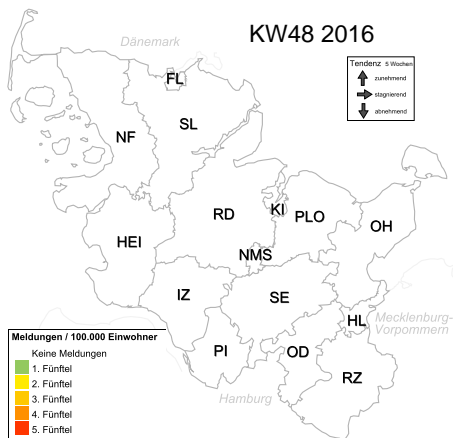 KW48 2016
Dänemark
Tendenz 5 Wochen
zunehmend
stagnierend
abnehmend
FL
SL
NF
RD
KI
PLO
OH
HEI
NMS
IZ
SE
HL
Mecklenburg-
Vorpommern
PI
OD
RZ
Hamburg
Meldungen / 100.000 Einwohner
Keine Meldungen
1. Fünftel
2. Fünftel
3. Fünftel
4. Fünftel
5. Fünftel